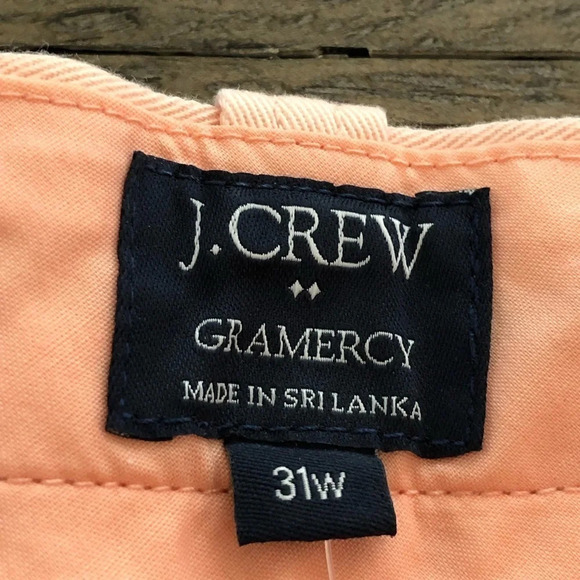 J.CREW
GRAMERCY
MADE IN SRI LANKA
31W